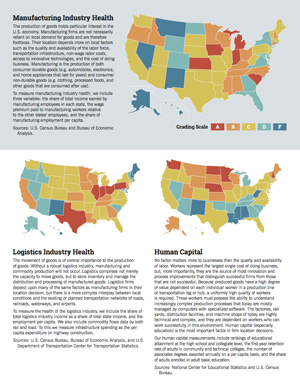 Manufacturing Industry Health
The production of goods holds particular interest in the
U.S. economy. Manufacturing firms are not necessarily
reliant on local demand for goods and are therefore
footloose. Their location depends more on local factors
such as the quality and availability of the labor force,
transportation infrastructure, non-wage labor costs,
access to innovative technologies, and the cost of doing
business. Manufacturing is the production of both
consumer durable goods (e.g. automobiles, electronics,
and home appliances that last for years) and consumer
non-durable goods (e.g. clothing, processed foods, and
other goods that are consumed after use).
To measure manufacturing industry health, we include
three variables: the share of total income earned by
manufacturing employees in each state, the wage
premium paid to manufacturing workers relative
to the other states' employees, and the share of
manufacturing employment per capita.
Sources: U.S. Census Bureau and Bureau of Economic
Analysis.
Grading Scale A B C D F
Logistics Industry Health
The movement of goods is of central importance to the production
of goods. Without a robust logistics industry, manufacturing and
commodity production will not occur. Logistics comprises not merely
the capacity to move goods, but to store inventory and manage the
distribution and processing of manufactured goods. Logistics firms
depend upon many of the same factors as manufacturing firms in their
location decision, but there is a more complex interplay between local
conditions and the existing or planned transportation networks of roads,
railroads, waterways, and airports.
To measure the health of the logistics industry, we include the share of
total logistics industry income as a share of total state income, and the
employment per capita. We also include commodity flows data by both
rail and road. To this we measure infrastructure spending as the per
capita expenditure on highway construction.
Sources: U.S. Census Bureau, Bureau of Economic Analysis, and U.S.
Department of Transportation Center for Transportation Statistics.
Human Capital
No factor matters more to businesses than the quality and availability of
labor. Workers represent the largest single cost of doing business,
but, more importantly, they are the source of most innovation and
process improvements that distinguish successful firms from those
that are not successful. Because produced goods have a high degree
of value dependent on each individual worker in a production line
or transportation leg or hub, a uniformly high quality of workers
is required. These workers must possess the ability to understand
increasingly complex production processes that today are mostly
managed by computers with specialized software. The factories, rail
yards, distribution facilities, and machine shops of today are highly
technical and complex, and they are dependent on workers who can
work successfully in this environment. Human capital (especially
education) is the most important factor in firm location decisions.
Our human capital measurements include rankings of educational
attainment at the high school and collegiate level, the first-year retention
rate of adults in community and technical colleges, the number of
associates degrees awarded annually on a per capita basis, and the share
of adults enrolled in adult basic education.
Sources: National Center for Educational Statistics and U.S. Census
Bureau.